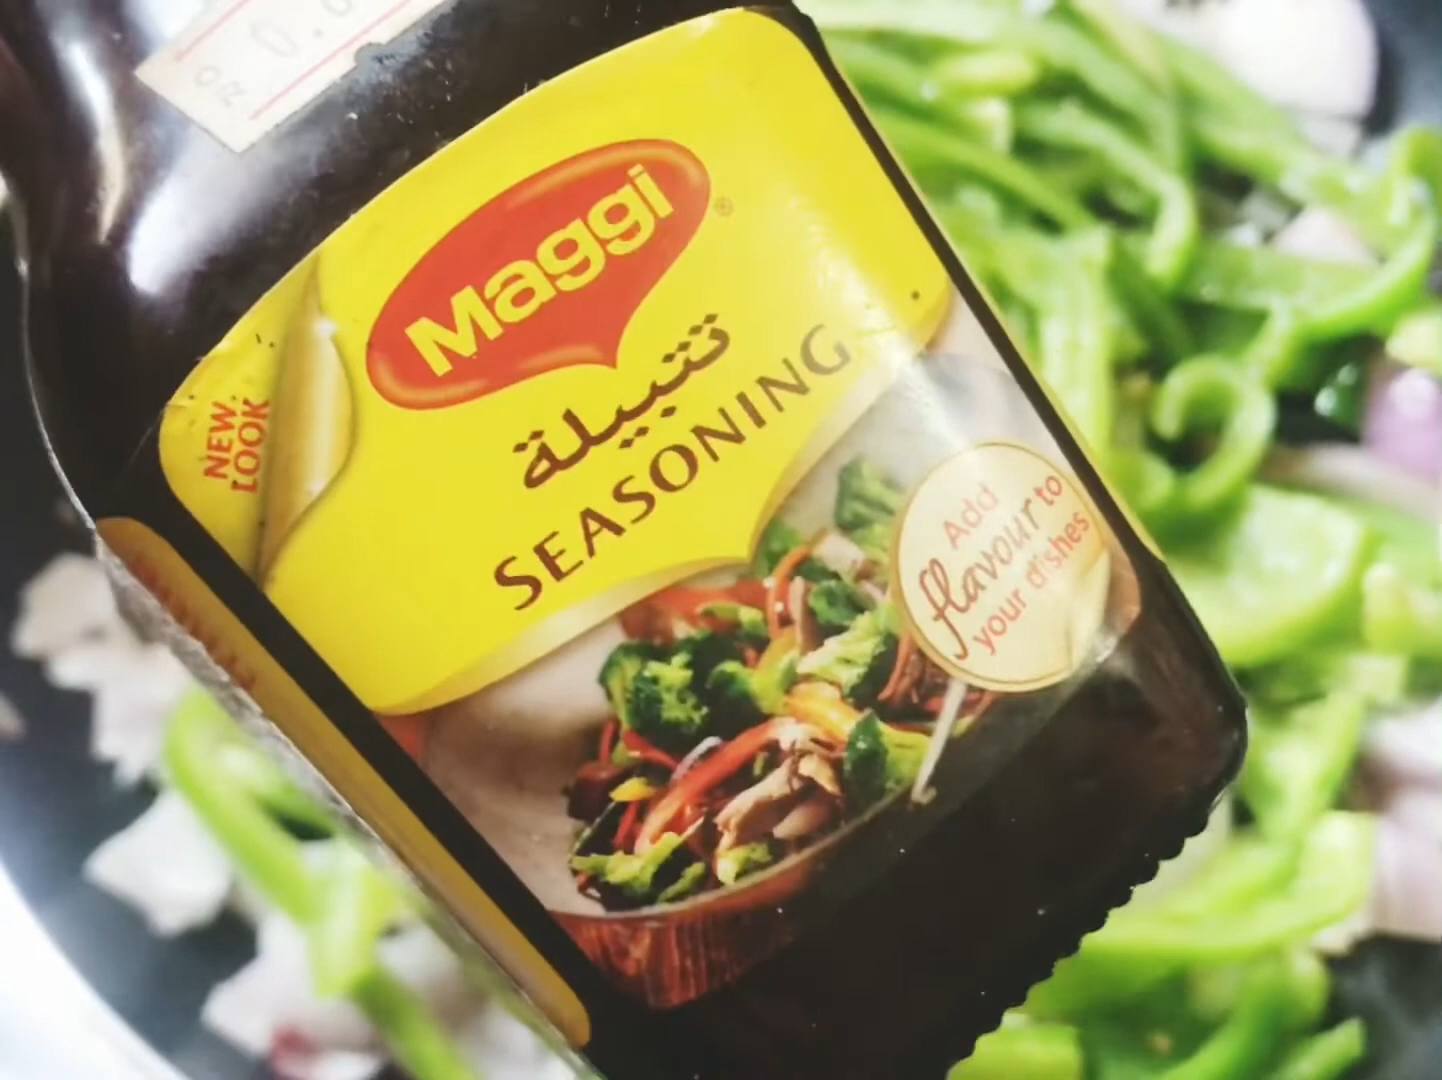 Maggi
®
تتبيلة
SEASONING
NEW
LOOK
Add
flavour to
your dishes